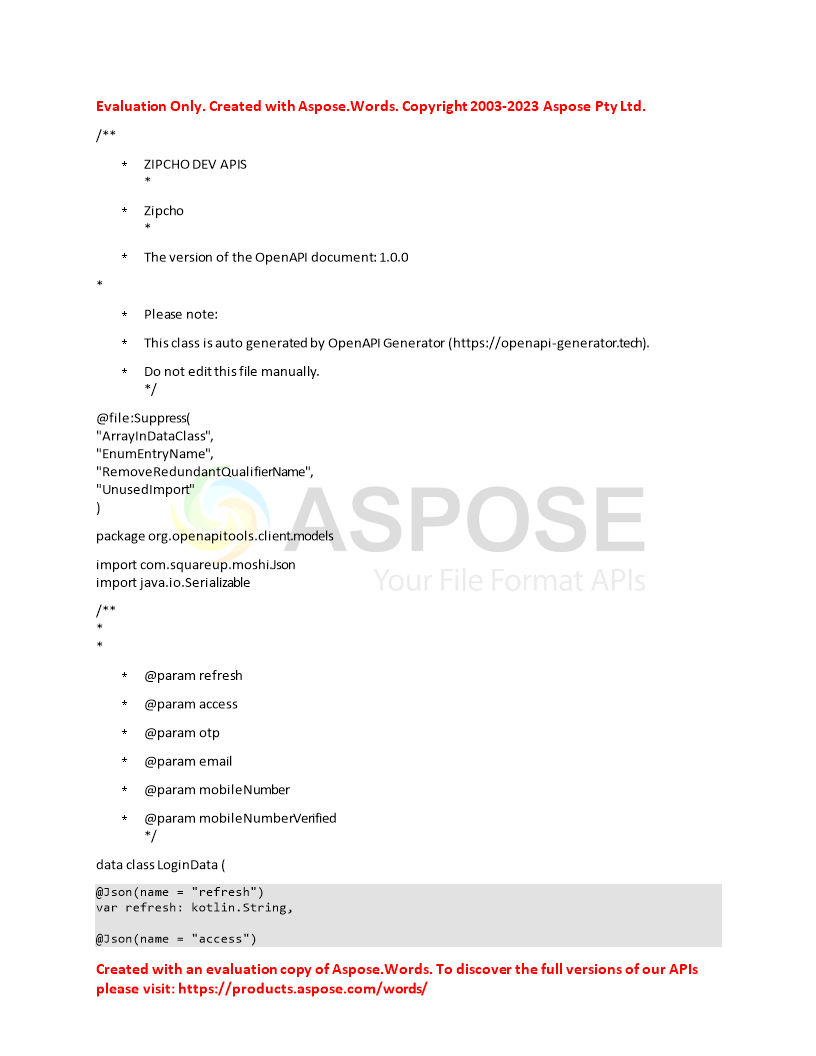 Evaluation Only. Created with Aspose.Words. Copyright 2003-2023 Aspose Pty Ltd.
/**
* ZIPCHO DEV APIS
*
* Zipcho
*
* The version of the OpenAPI document: 1.0.0
*
* Please note:
* This class is auto generated by OpenAPI Generator (https://openapi-generator.tech).
* Do not edit this file manually.
*/
@file:Suppress(
"ArrayInDataClass",
"EnumEntryName",
"RemoveRedundantQualifierName",
"UnusedImport"
)
ASPOSE
Your File Format APIs
package org.openapitools.client.models
import com.squareup.moshi.Json
import java.io.Serializable
/**
*
*
* @param refresh
* @param access
* @param otp
* @param email
* @param mobileNumber
* @param mobileNumberVerified
*/
data class LoginData (
@Json(name = "refresh")
var refresh: kotlin.String,
@Json(name = "access")
Created with an evaluation copy of Aspose.Words. To discover the full versions of our APIs
please visit: https://products.aspose.com/words/